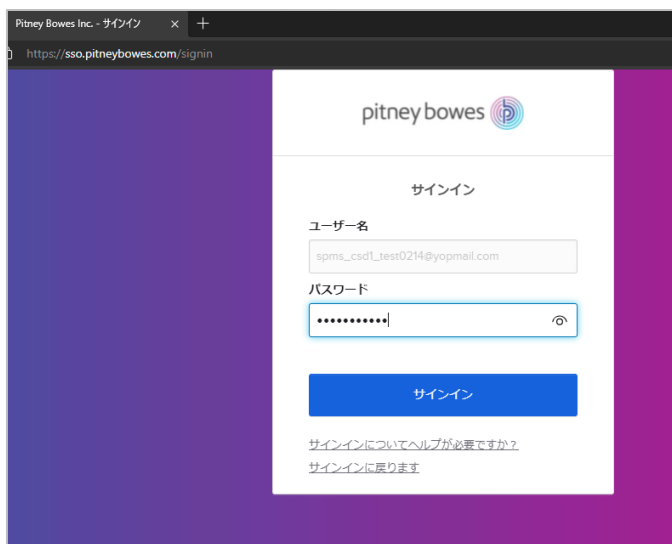 Pitney Bowes Inc. - サインイン
https://sso.pitneybowes.com/signin
pitney bowes
サインイン
ユーザー名
spms_csd1_test0214@yopmail.com
パスワード
•••••••••••
サインイン
サインインについてヘルプが必要ですか？
サインインに戻ります